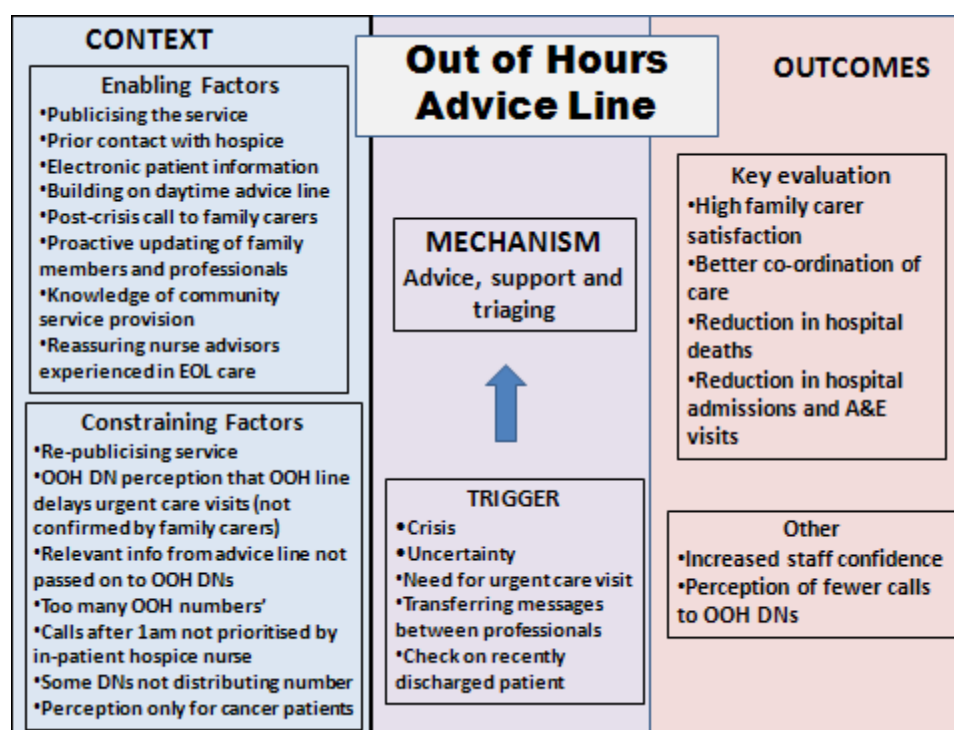 CONTEXT
Enabling Factors
•Publicising the service
•Prior contact with hospice
•Electronic patient information
•Building on daytime advice line
•Post-crisis call to family carers
•Proactive updating of family
members and professionals
•Knowledge of community
service provision
•Reassuring nurse advisors
experienced in EOL care
Constraining Factors
•Re-publicising service
•OOH DN perception that OOH line
delays urgent care visits (not
confirmed by family carers)
•Relevant info from advice line not
passed on to OOH DNs
•Too many OOH numbers’
•Calls after 1am not prioritised by
in-patient hospice nurse
•Some DNs not distributing number
•Perception only for cancer patients
Out of Hours
Advice Line
MECHANISM
Advice, support and
triaging
TRIGGER
•Crisis
•Uncertainty
•Need for urgent care visit
•Transferring messages
between professionals
•Check on recently
discharged patient
OUTCOMES
Key evaluation
•High family carer
satisfaction
•Better co-ordination of
care
•Reduction in hospital
deaths
•Reduction in hospital
admissions and A&E
visits
Other
•Increased staff confidence
•Perception of fewer calls
to OOH DNs